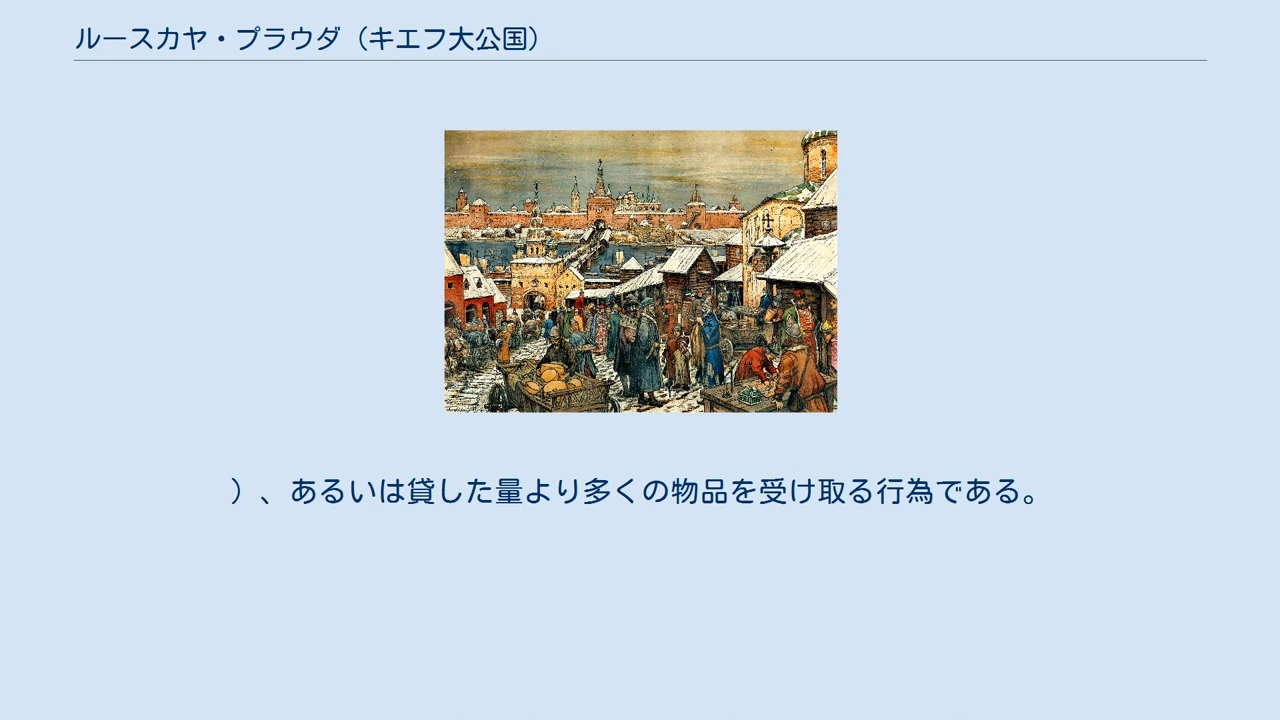 ルースカヤ・プラウダ（キエフ大公国）
）、あるいは貸した量より多くの物品を受け取る行為である。